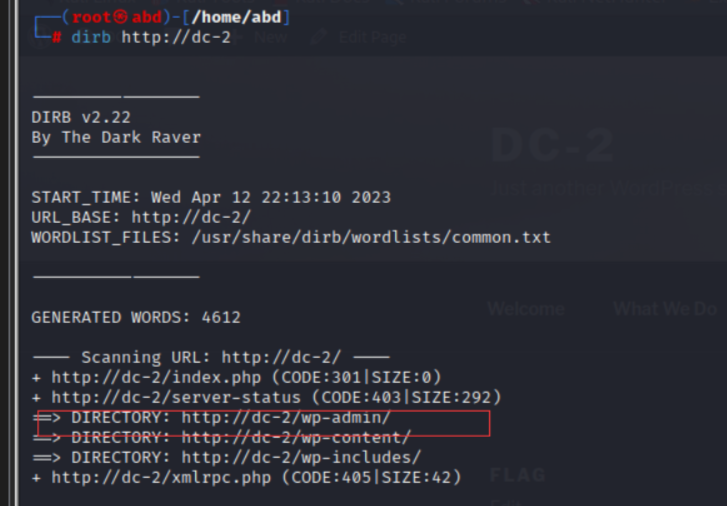 ┌──(root㉿abd)-[/home/abd]
└─# dirb http://dc-2
New Edit Page
DIRB v2.22
By The Dark Raver
DC-2
Just another WordPress
START_TIME: Wed Apr 12 22:13:10 2023
URL_BASE: http://dc-2/
WORDLIST_FILES: /usr/share/dirb/wordlists/common.txt
GENERATED WORDS: 4612
Welcome What We Do
—— Scanning URL: http://dc-2/ ——
+ http://dc-2/index.php (CODE:301|SIZE:0)
+ http://dc-2/server-status (CODE:403|SIZE:292)
==> DIRECTORY: http://dc-2/wp-admin/
==> DIRECTORY: http://dc-2/wp-content/
==> DIRECTORY: http://dc-2/wp-includes/
+ http://dc-2/xmlrpc.php (CODE:405|SIZE:42)
FLAG